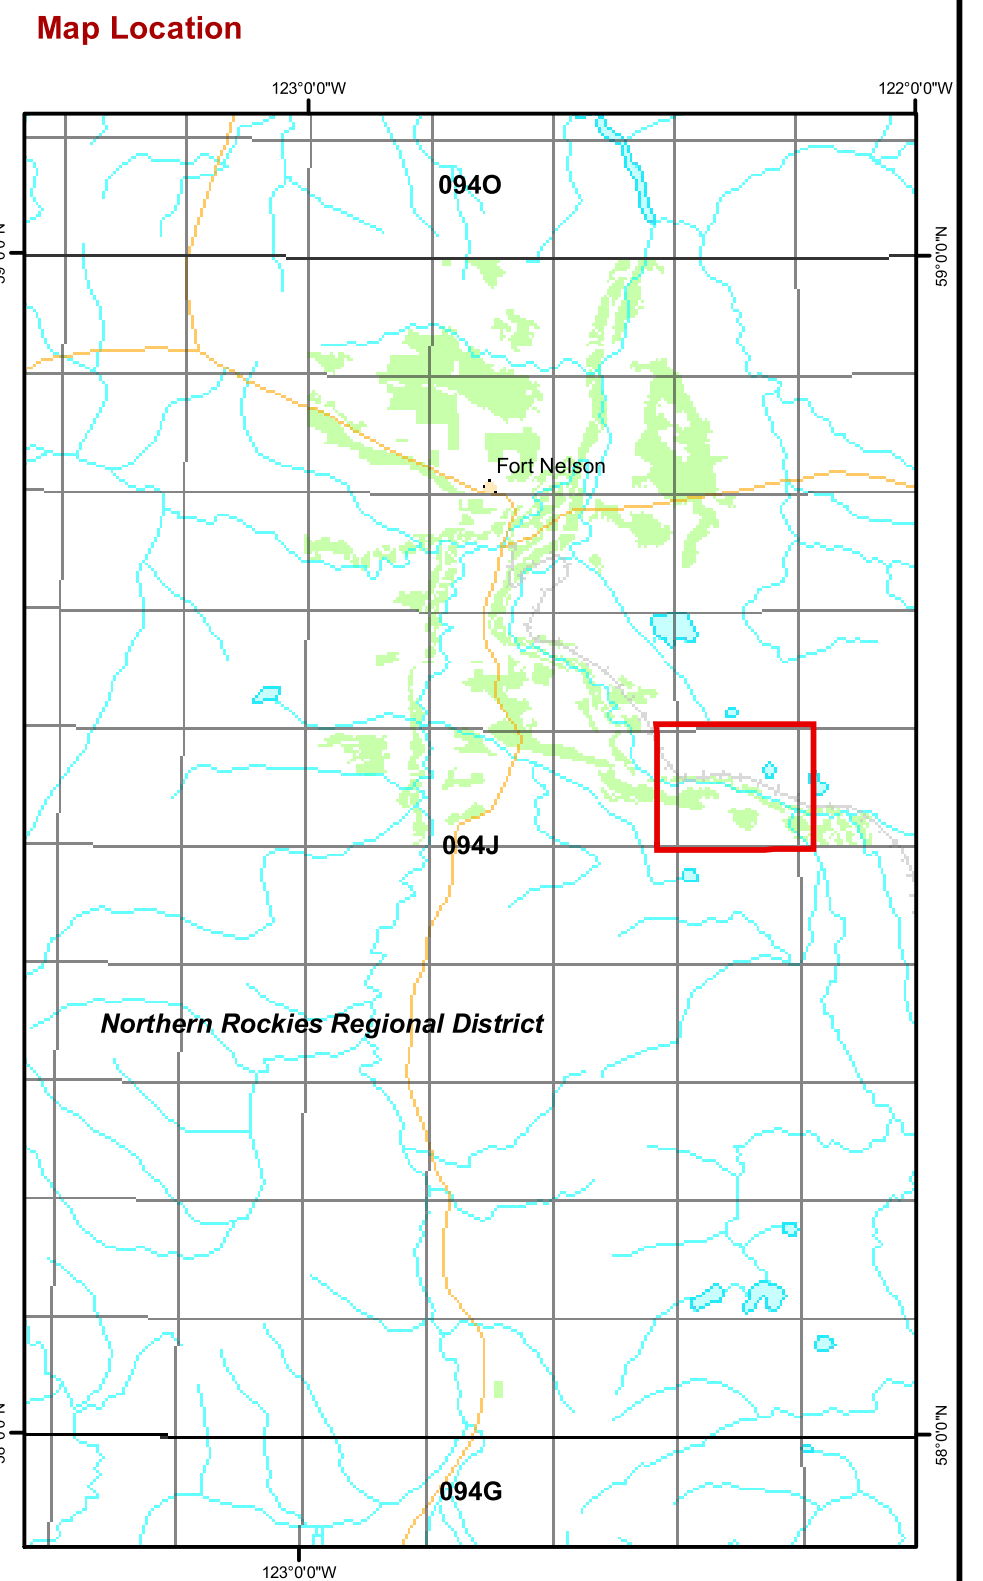 Map Location
123°0'0"W
122°0'0"W
094O
59°0'0"N
Fort Nelson
094J
Northern Rockies Regional District
58°0'0"N
094G
123°0'0"W